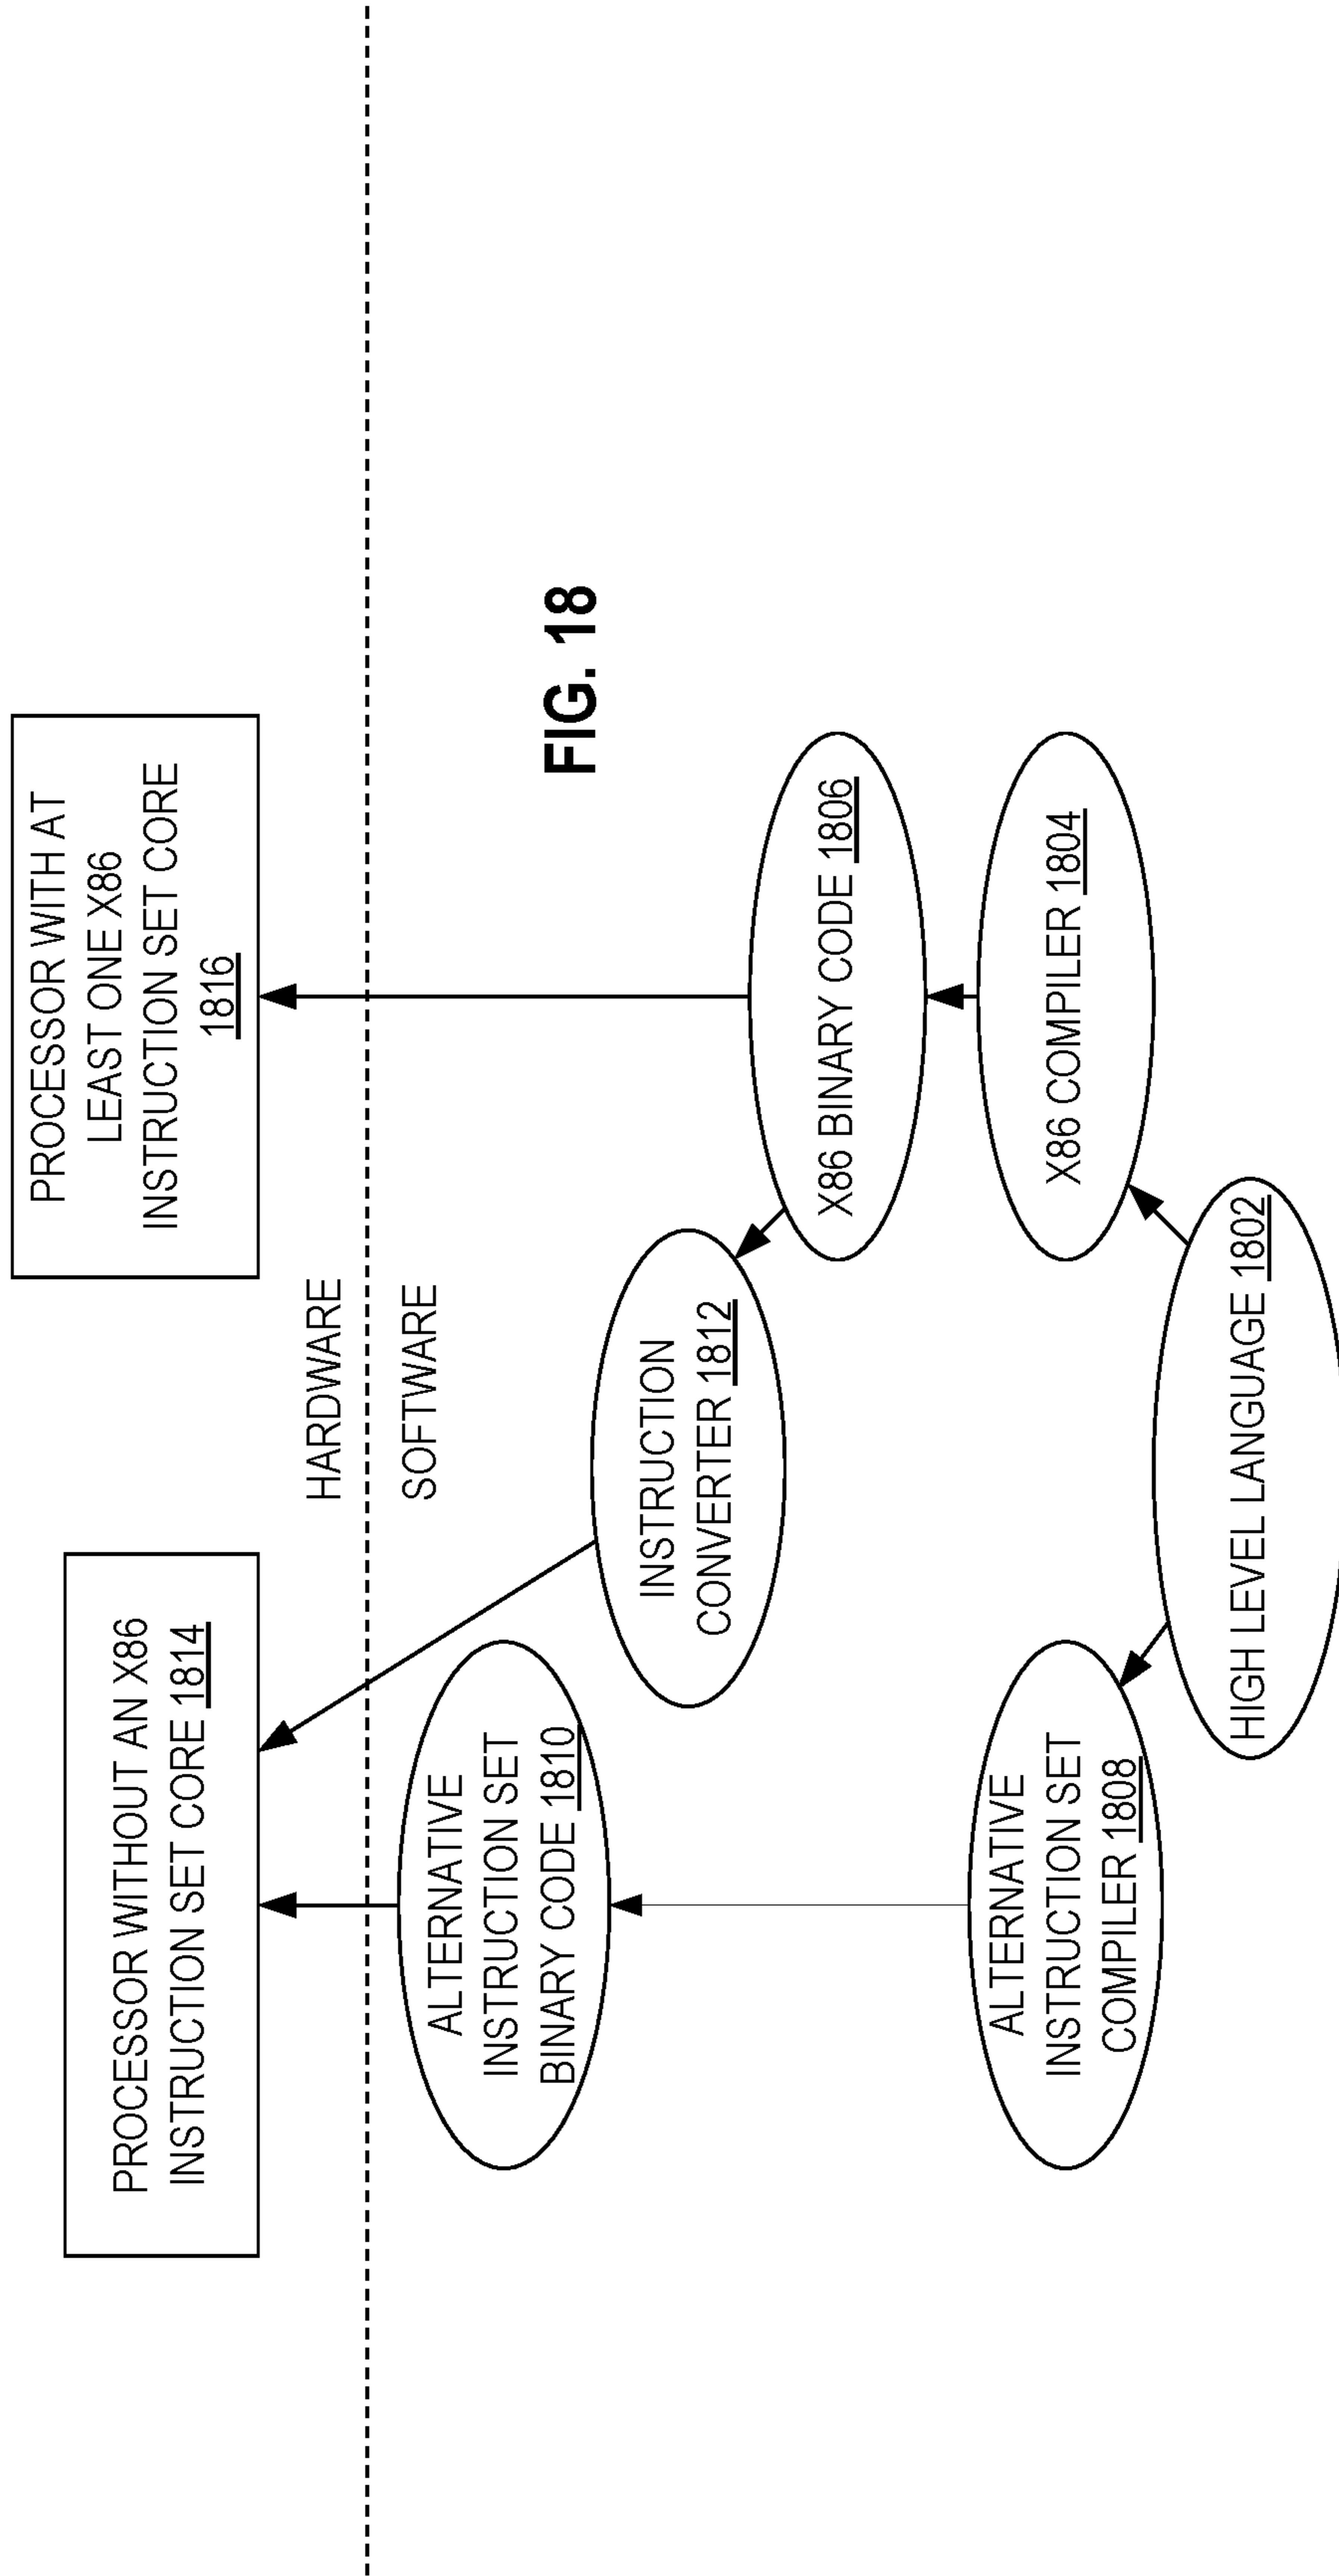 PROCESSOR WITHOUT AN X86
INSTRUCTION SET CORE 1814
PROCESSOR WITH AT
LEAST ONE X86
INSTRUCTION SET CORE
1816
HARDWARE
SOFTWARE
ALTERNATIVE
INSTRUCTION SET
BINARY CODE 1810
INSTRUCTION
CONVERTER 1812
FIG. 18
X86 BINARY CODE 1806
ALTERNATIVE
INSTRUCTION SET
COMPILER 1808
X86 COMPILER 1804
HIGH LEVEL LANGUAGE 1802